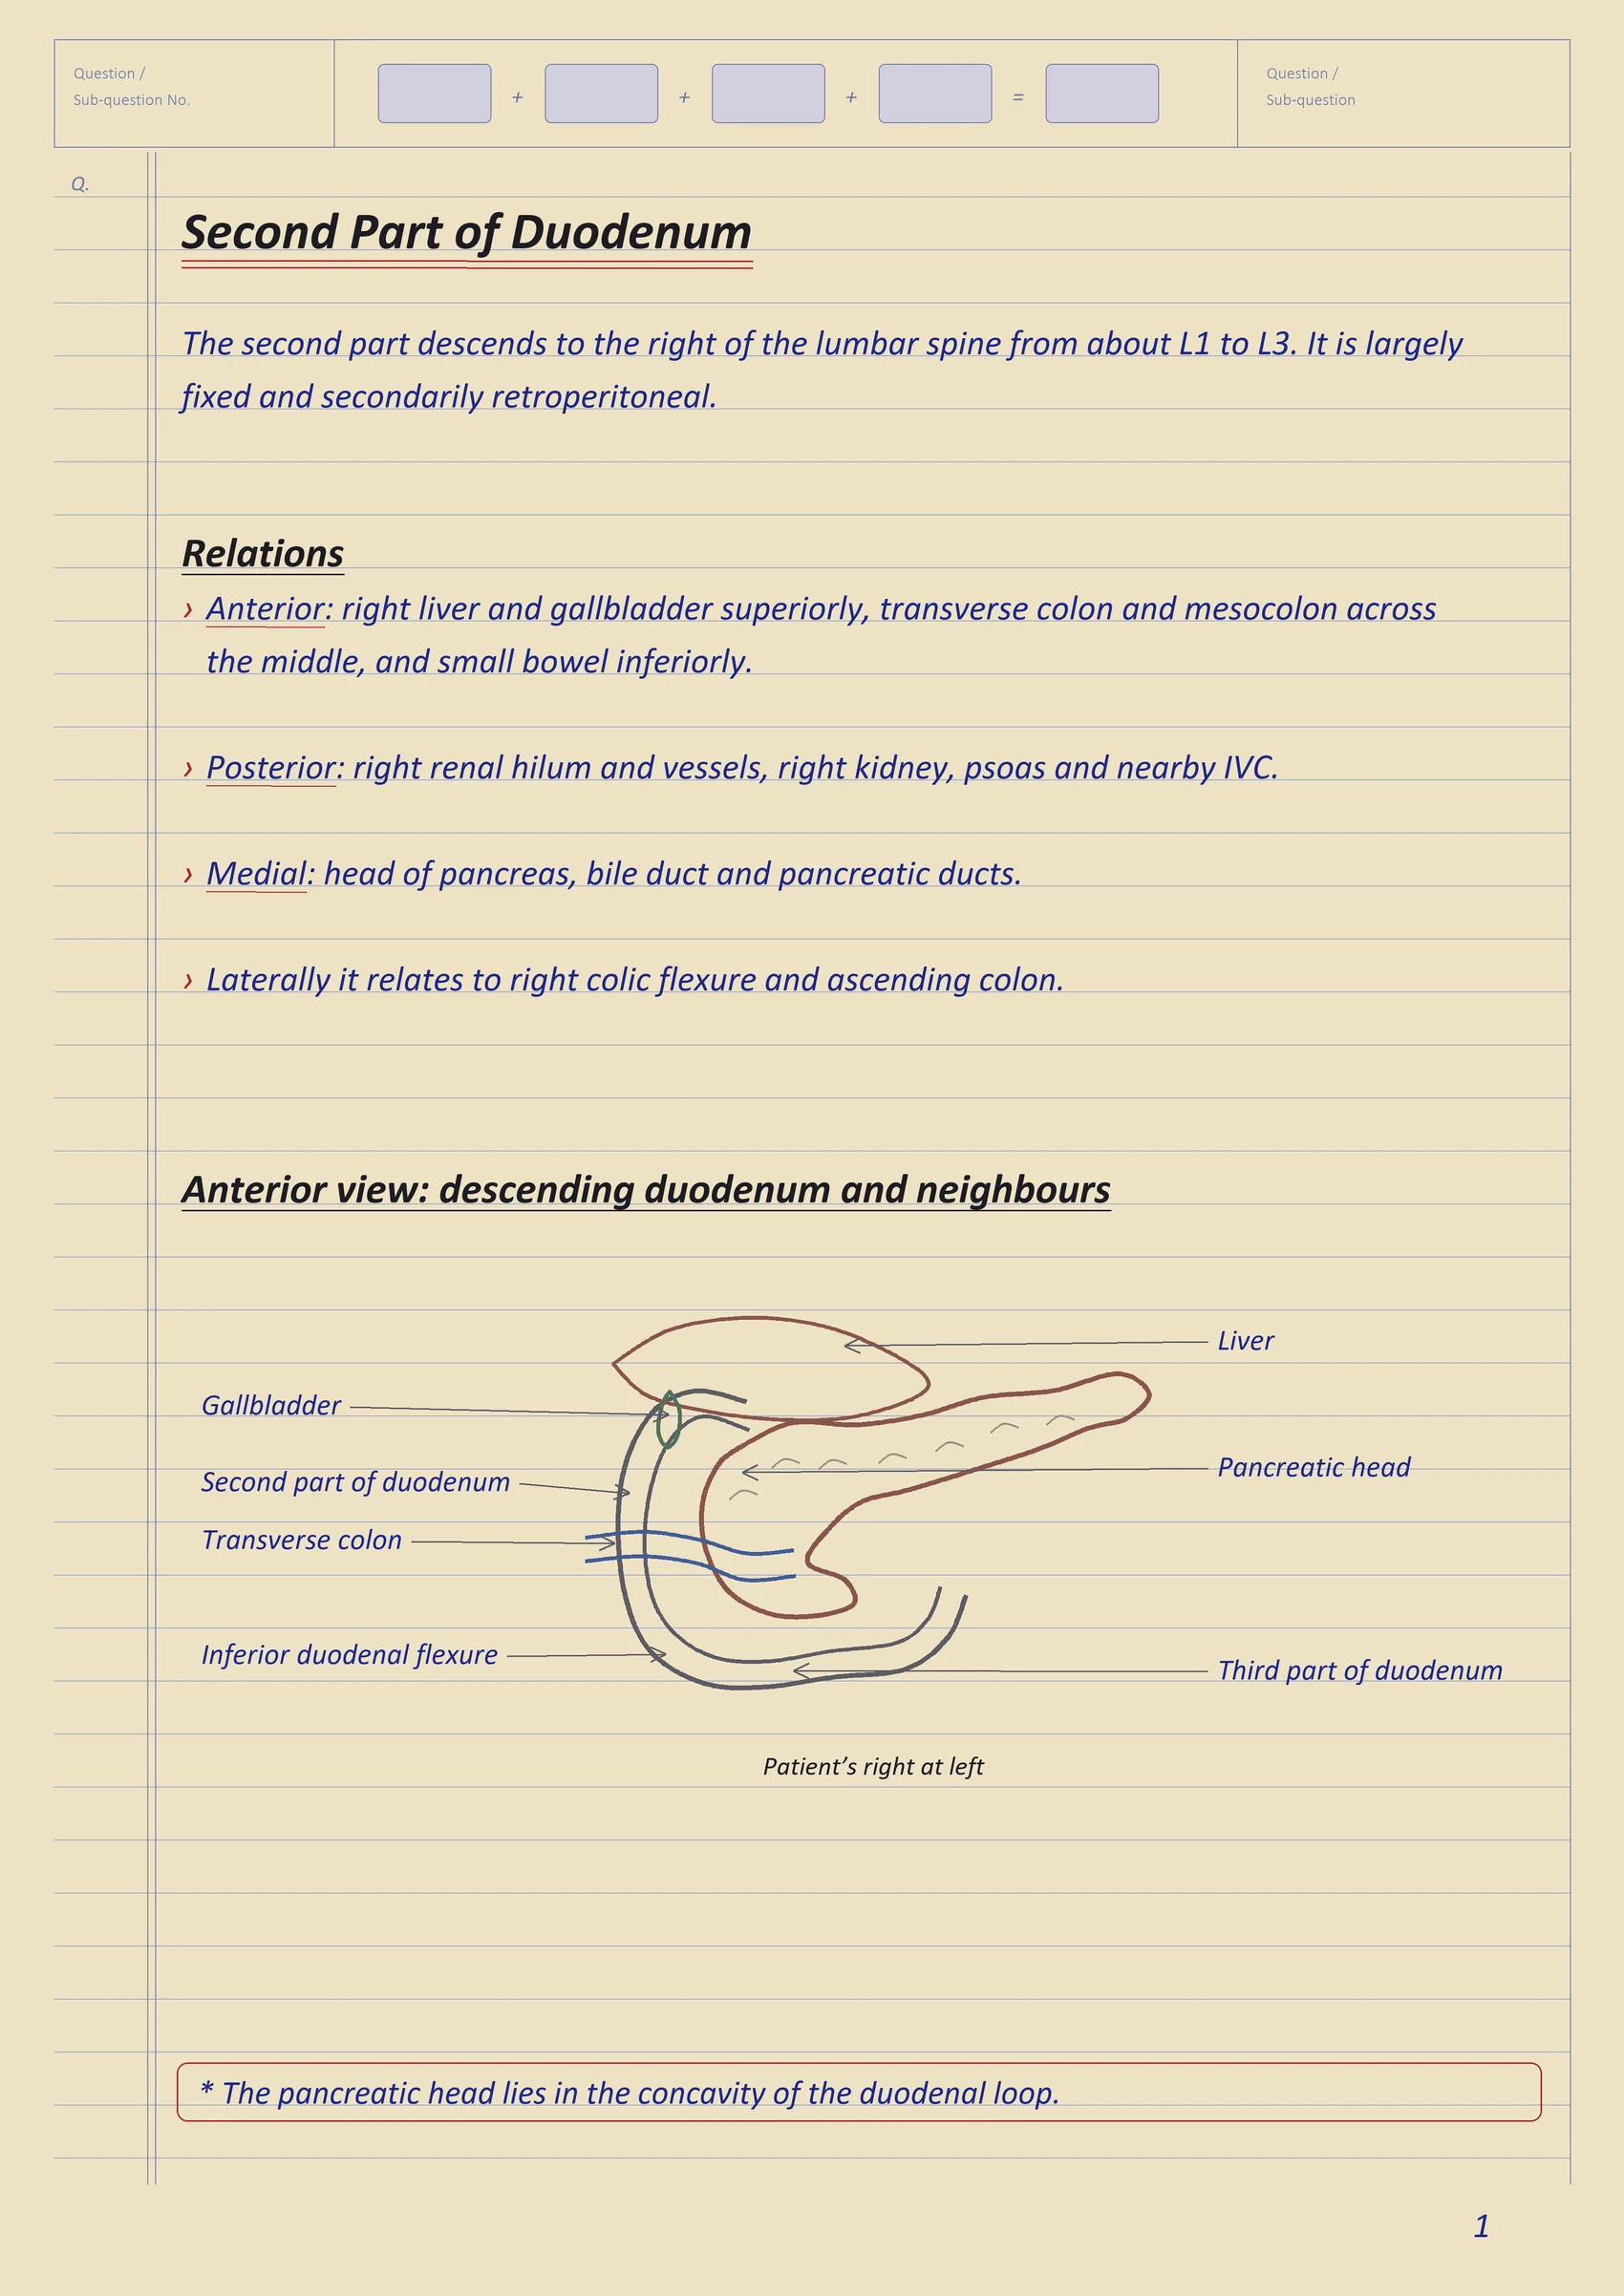 Question /
Sub-question No.
+ + + =
Question /
Sub-question
Q.
Second Part of Duodenum
The second part descends to the right of the lumbar spine from about L1 to L3. It is largely
fixed and secondarily retroperitoneal.
Relations
› Anterior: right liver and gallbladder superiorly, transverse colon and mesocolon across
the middle, and small bowel inferiorly.
› Posterior: right renal hilum and vessels, right kidney, psoas and nearby IVC.
› Medial: head of pancreas, bile duct and pancreatic ducts.
› Laterally it relates to right colic flexure and ascending colon.
Anterior view: descending duodenum and neighbours
Liver
Gallbladder
Pancreatic head
Second part of duodenum
Transverse colon
Inferior duodenal flexure
Third part of duodenum
Patient’s right at left
* The pancreatic head lies in the concavity of the duodenal loop.
1